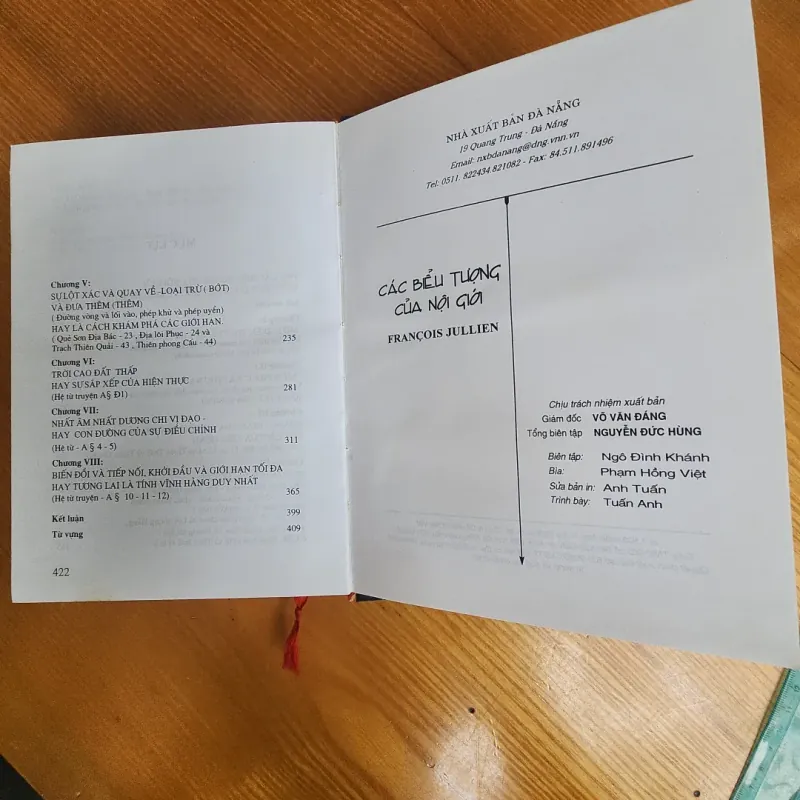 Chương V:
SỰ LỘT XÁC VÀ QUAY VỀ -LOẠI TRỪ ( BỚT)
VÀ ĐƯA THÊM (THÊM)
( Đường vòng và lối vào, phép khử và phép uyển)
HAY LÀ CÁCH KHÁM PHÁ CÁC GIỚI HẠN
( Quẻ Sơn Địa Bác - 23 , Địa lôi Phục - 24 và
Trạch Thiên Quải - 43 , Thiên phong Cấu - 44) 235
Chương VI:
TRỜI CAO ĐẤT THẤP
HAY SỰ SẮP XẾP CỦA HIỆN THỰC
(Hệ từ truyện A§ Đ1) 281
Chương VII:
NHẤT ÂM NHẤT DƯƠNG CHI VỊ ĐẠO -
HAY CON ĐƯỜNG CỦA SỰ ĐIỀU CHỈNH
(Hệ từ - A § 4 - 5) 311
Chương VIII:
BIẾN ĐỔI VÀ TIẾP NỐI, KHỞI ĐẦU VÀ GIỚI HẠN TỐI ĐA
HAY TƯƠNG LAI LÀ TÍNH VĨNH HẰNG DUY NHẤT
(Hệ từ truyện - A § 10 - 11 - 12) 365
Kết luận 399
Từ vựng 409
422
NHÀ XUẤT BẢN ĐÀ NẴNG
19 Quang Trung - Đà Nẵng
Email: nxbdanang@dng.vnn.vn
Tel: 0511. 822434.821082 - Fax: 84.511.891496
CÁC BIỂU TƯỢNG
CỦA NỘI GIỚI
FRANÇOIS JULLIEN
Chịu trách nhiệm xuất bản
Giám đốc VÕ VĂN ĐÁNG
Tổng biên tập NGUYỄN ĐỨC HÙNG
Biên tập: Ngô Đình Khánh
Bìa: Phạm Hồng Việt
Sửa bản in: Anh Tuấn
Trình bày: Tuấn Anh